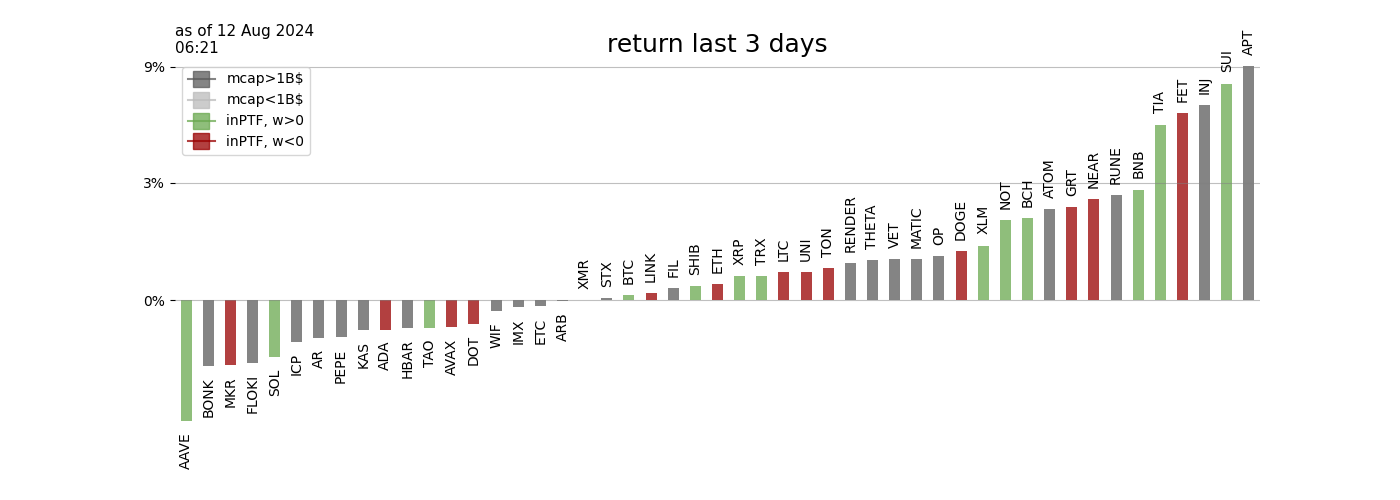 as of 12 Aug 2024
06:21
return last 3 days
9%
3%
0%
mcap>1B$
mcap<1B$
inPTF, w>0
inPTF, w<0
AAVE
BONK
MKR
FLOKI
SOL
ICP
AR
PEPE
KAS
ADA
HBAR
TAO
AVAX
DOT
WIF
IMX
ETC
ARB
XMR
STX
BTC
LINK
FIL
SHIB
ETH
XRP
TRX
LTC
UNI
TON
RENDER
THETA
VET
MATIC
OP
DOGE
XLM
NOT
BCH
ATOM
GRT
NEAR
RUNE
BNB
TIA
FET
INJ
SUI
APT